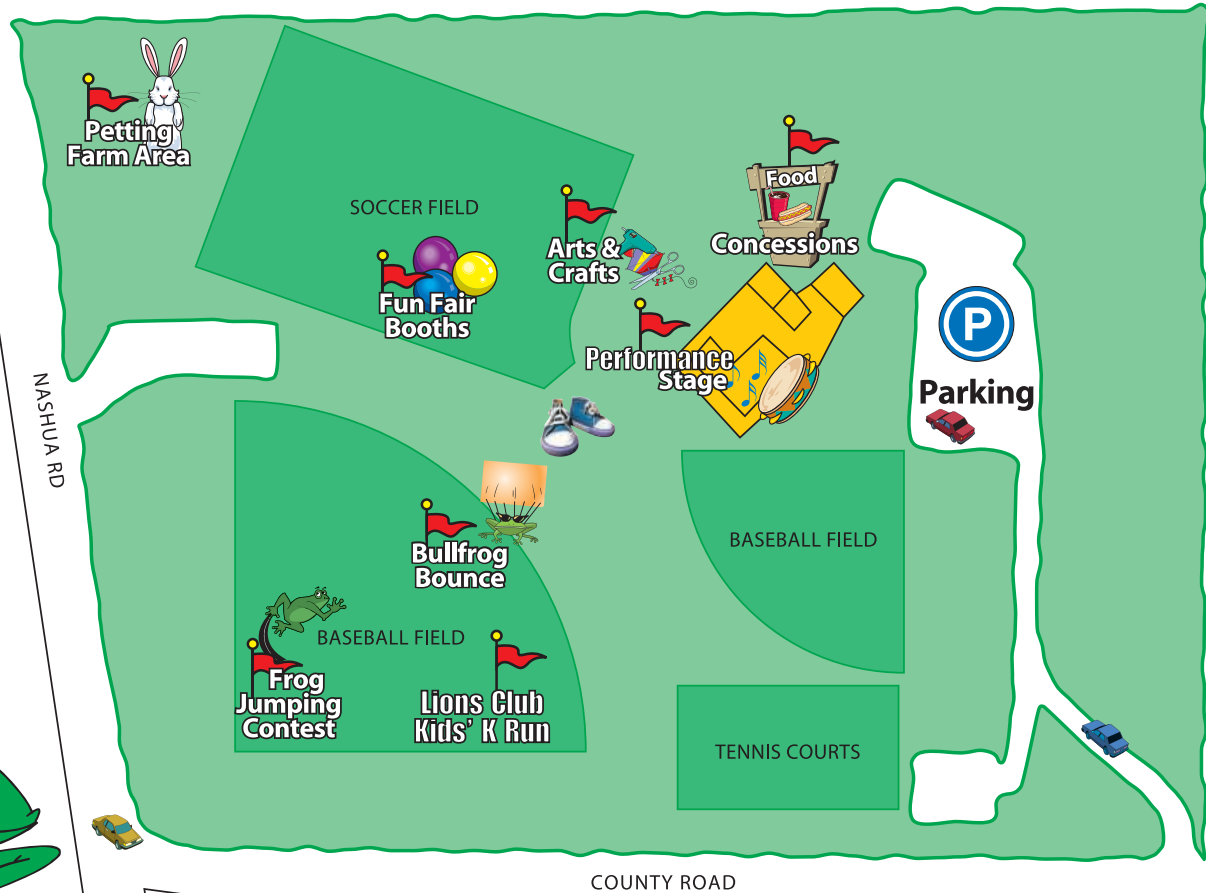 Petting
Farm Area
Food
SOCCER FIELD
Arts &
Crafts
Concessions
Fun Fair
Booths
P
Performance
Stage
Parking
NASHUA RD
Bullfrog
Bounce
BASEBALL FIELD
BASEBALL FIELD
Frog
Jumping
Contest
Lions Club
Kids' K Run
TENNIS COURTS
COUNTY ROAD